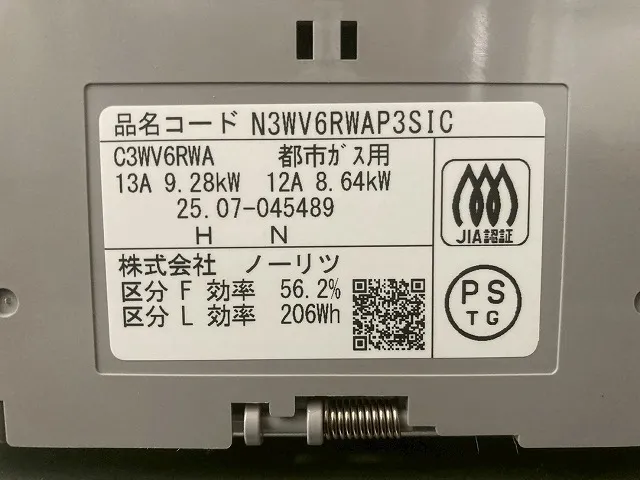 品名コード N3WV6RWAP3SIC
C3WV6RWA 都市ガス用
13A 9.28kW 12A 8.64kW
25.07-045489
H N
株式会社 ノーリツ
区分 F 効率 56.2%
区分 L 効率 206Wh
JIA認証
PS
TG